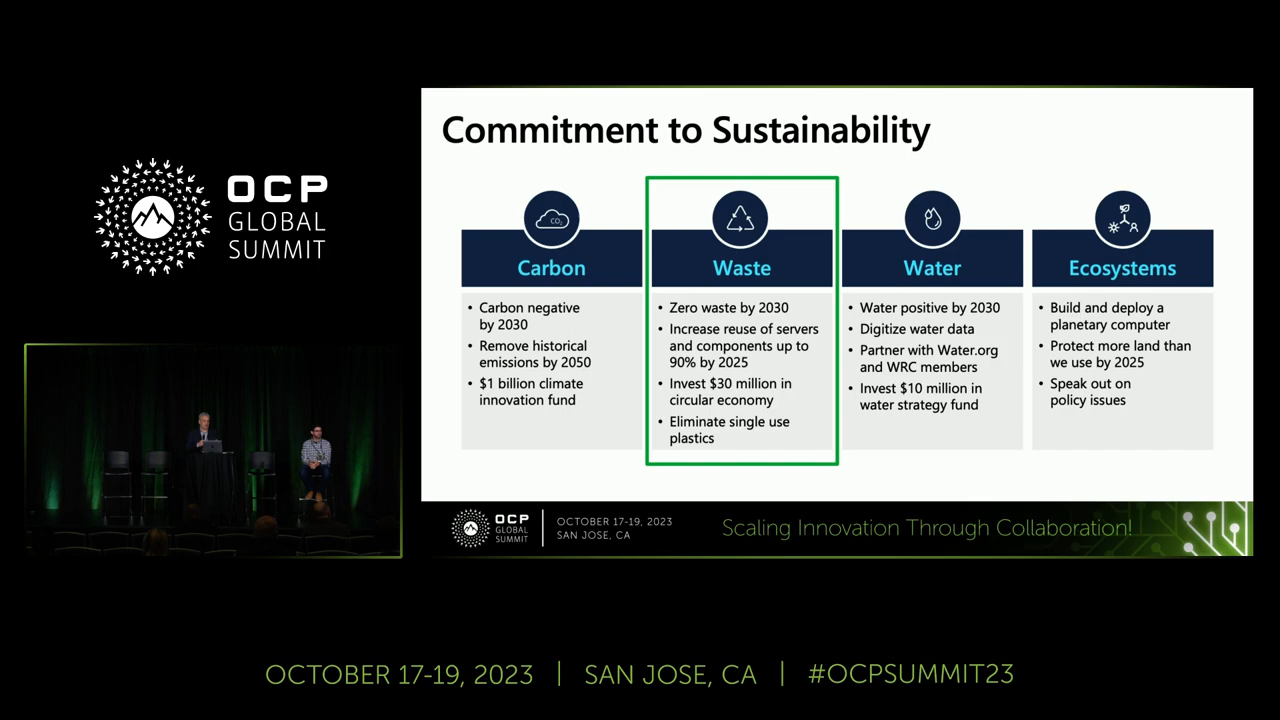 OCP
GLOBAL
SUMMIT
Commitment to Sustainability
CO₂
Carbon
• Carbon negative
by 2030
• Remove historical
emissions by 2050
• $1 billion climate
innovation fund
Waste
• Zero waste by 2030
• Increase reuse of servers
and components up to
90% by 2025
• Invest $30 million in
circular economy
• Eliminate single use
plastics
Water
• Water positive by 2030
• Digitize water data
• Partner with Water.org
and WRC members
• Invest $10 million in
water strategy fund
Ecosystems
• Build and deploy a
planetary computer
• Protect more land than
we use by 2025
• Speak out on
policy issues
OCP
GLOBAL
SUMMIT
OCTOBER 17-19, 2023
SAN JOSE, CA
Scaling Innovation Through Collaboration!
OCTOBER 17-19, 2023 | SAN JOSE, CA | #OCPSUMMIT23